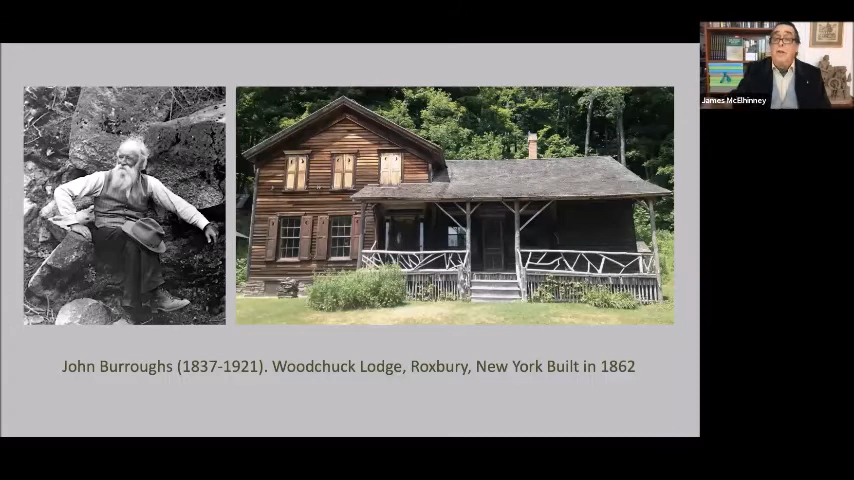 James McElhinney
John Burroughs (1837-1921). Woodchuck Lodge, Roxbury, New York Built in 1862